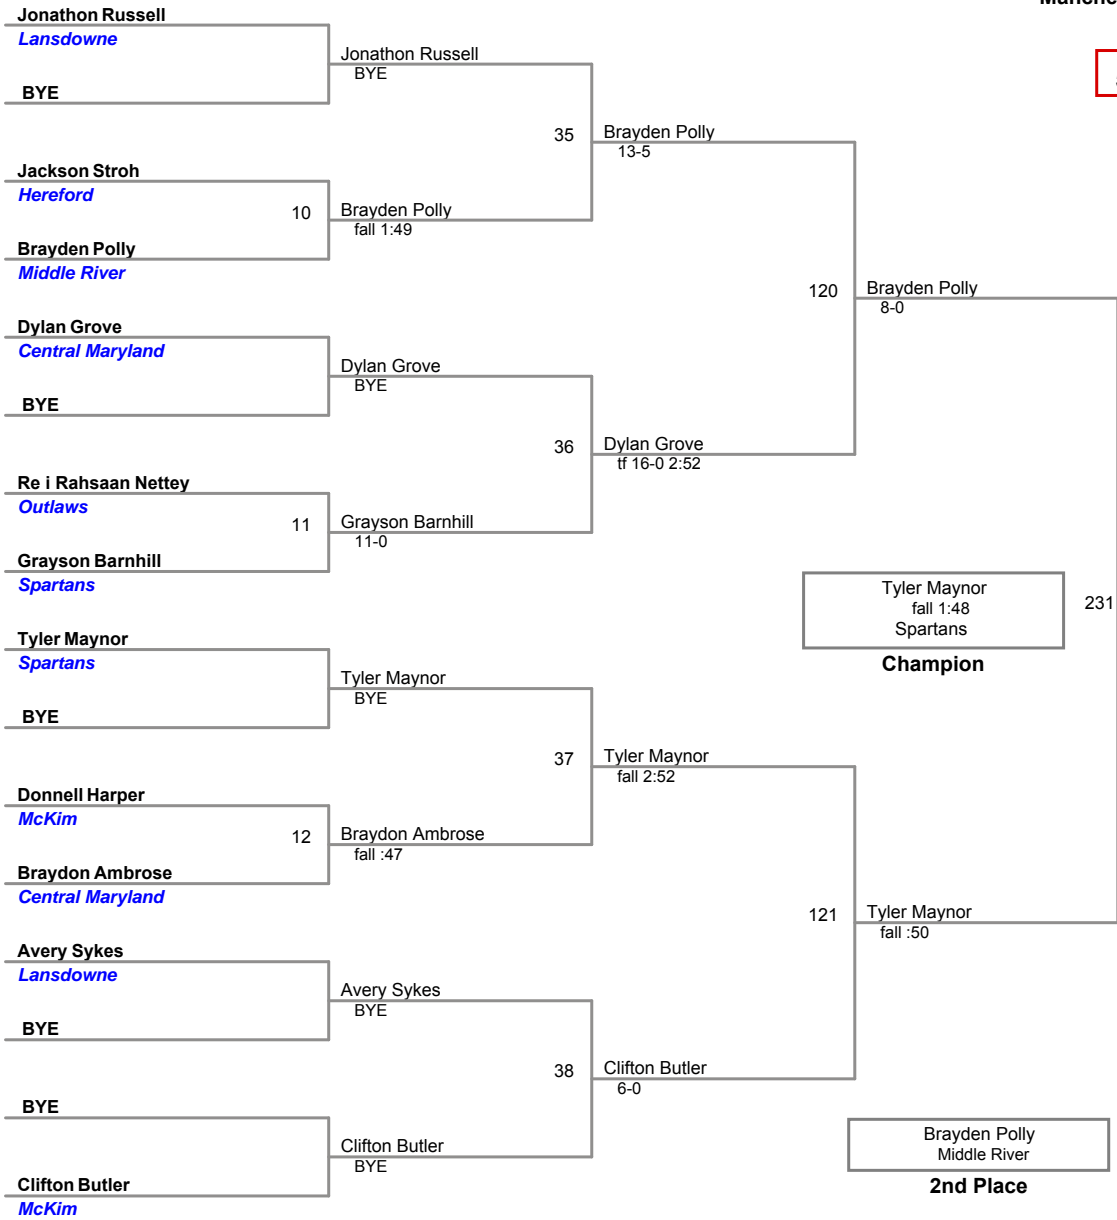 Jonathon Russell
Lansdowne
BYE
Jackson Stroh
Hereford
10
Brayden Polly
Middle River
Dylan Grove
Central Maryland
BYE
Re i Rahsaan Nettey
Outlaws
11
Grayson Barnhill
Spartans
Tyler Maynor
Spartans
BYE
Donnell Harper
McKim
12
Braydon Ambrose
Central Maryland
Avery Sykes
Lansdowne
BYE
BYE
Clifton Butler
McKim
Jonathon Russell
BYE
35
Brayden Polly
fall 1:49
Dylan Grove
BYE
36
Grayson Barnhill
11-0
Tyler Maynor
BYE
37
Braydon Ambrose
fall :47
Avery Sykes
BYE
38
Clifton Butler
BYE
Brayden Polly
13-5
120
Dylan Grove
tf 16-0 2:52
Tyler Maynor
fall 2:52
121
Clifton Butler
6-0
Brayden Polly
8-0
Tyler Maynor
fall 1:48
Spartans
Champion
231
Tyler Maynor
fall :50
Brayden Polly
Middle River
2nd Place